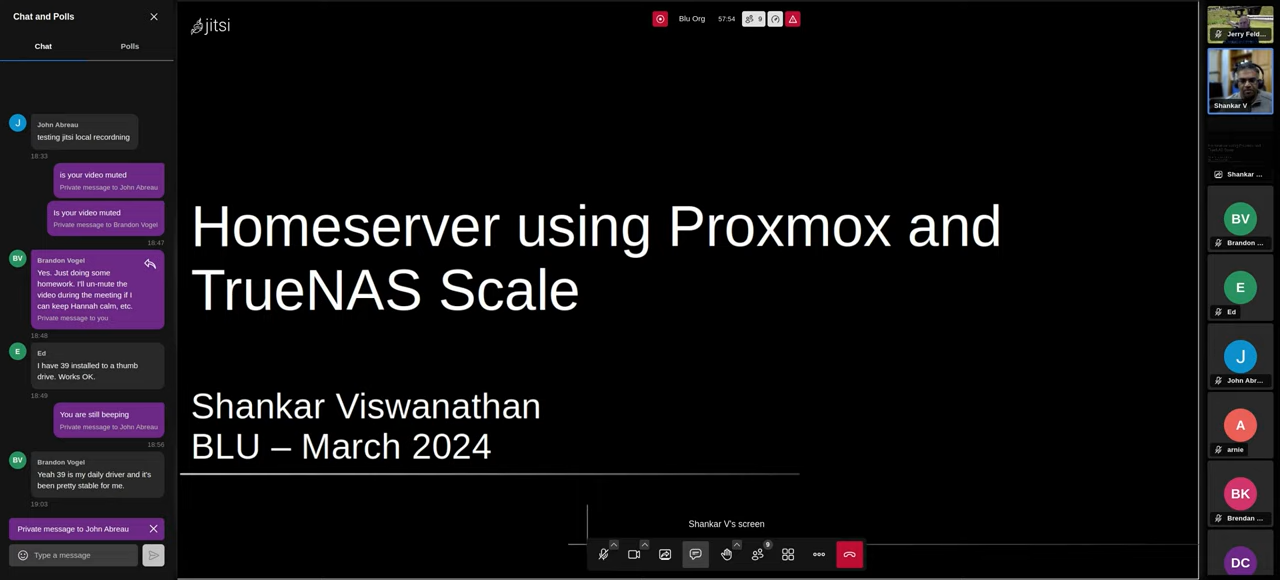 Chat and Polls
Chat
Polls
John Abreau
testing jitsi local recordning
18:33
is your video muted
Private message to John Abreau
Is your video muted
Private message to Brandon Vogel
18:47
BV
Brandon Vogel
Yes. Just doing some
homework. I'll un-mute the
video during the meeting if I
can keep Hannah calm, etc.
Private message to you
18:48
E
Ed
I have 39 installed to a thumb
drive. Works OK.
18:49
You are still beeping
Private message to John Abreau
18:56
BV
Brandon Vogel
Yeah 39 is my daily driver and it's
been pretty stable for me.
19:03
Private message to John Abreau
Type a message
jitsi
Blu Org
57:54
9
Homeserver using Proxmox and
TrueNAS Scale
Shankar Viswanathan
BLU – March 2024
Shankar V's screen
9
Jerry Feld...
Shankar V
Shankar ...
BV
Brandon ...
E
Ed
J
John Abr...
A
arnie
BK
Brendan ...
DC